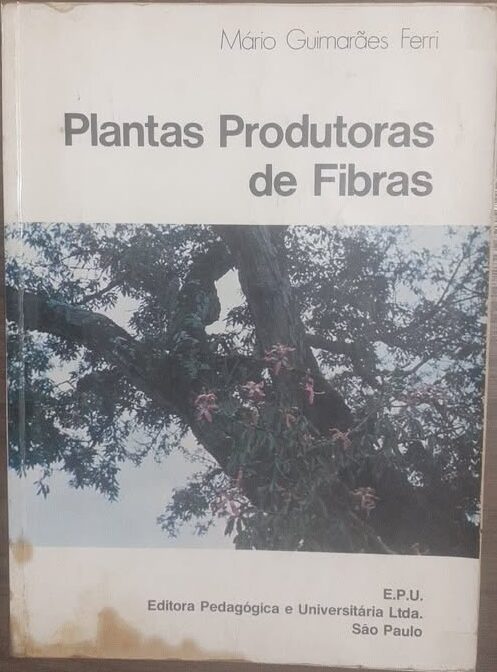 Mário Guimarães Ferri
Plantas Produtoras
de Fibras
E.P.U.
Editora Pedagógica e Universitária Ltda.
São Paulo